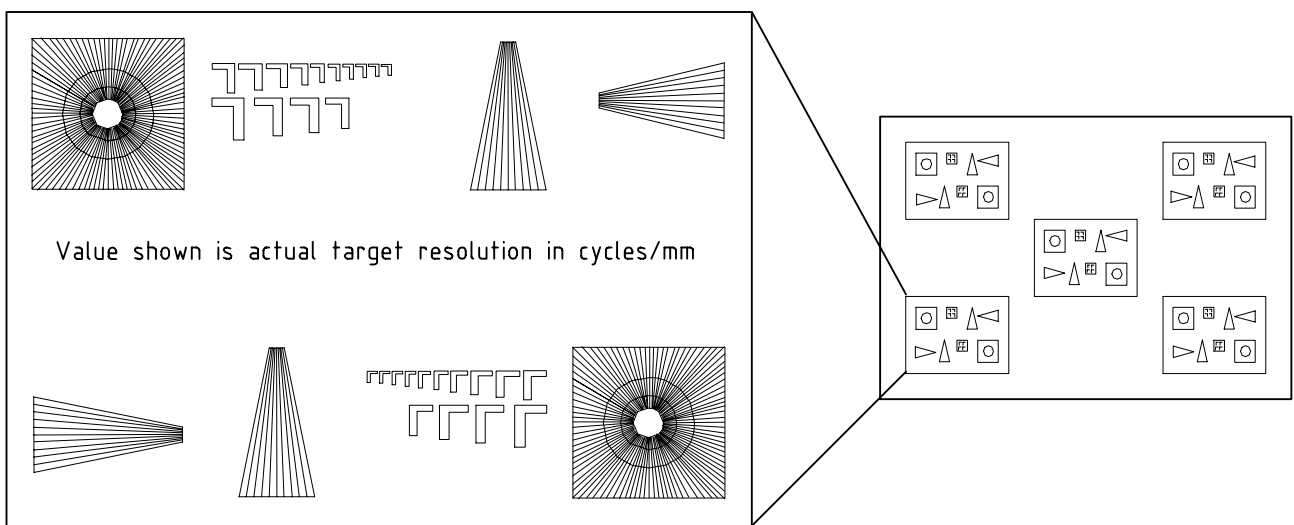 Value shown is actual target resolution in cycles/mm